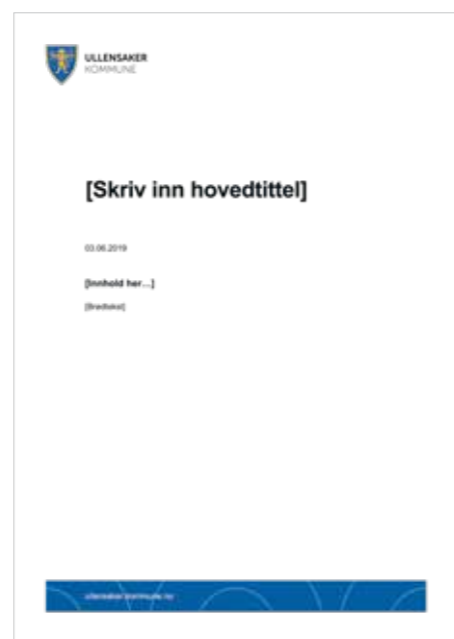 ULLENSAKER
KOMMUNE
[Skriv inn hovedtittel]
03.06.2019
[Innhold her…]
[Brødtekst]
ullensaker.kommune.no